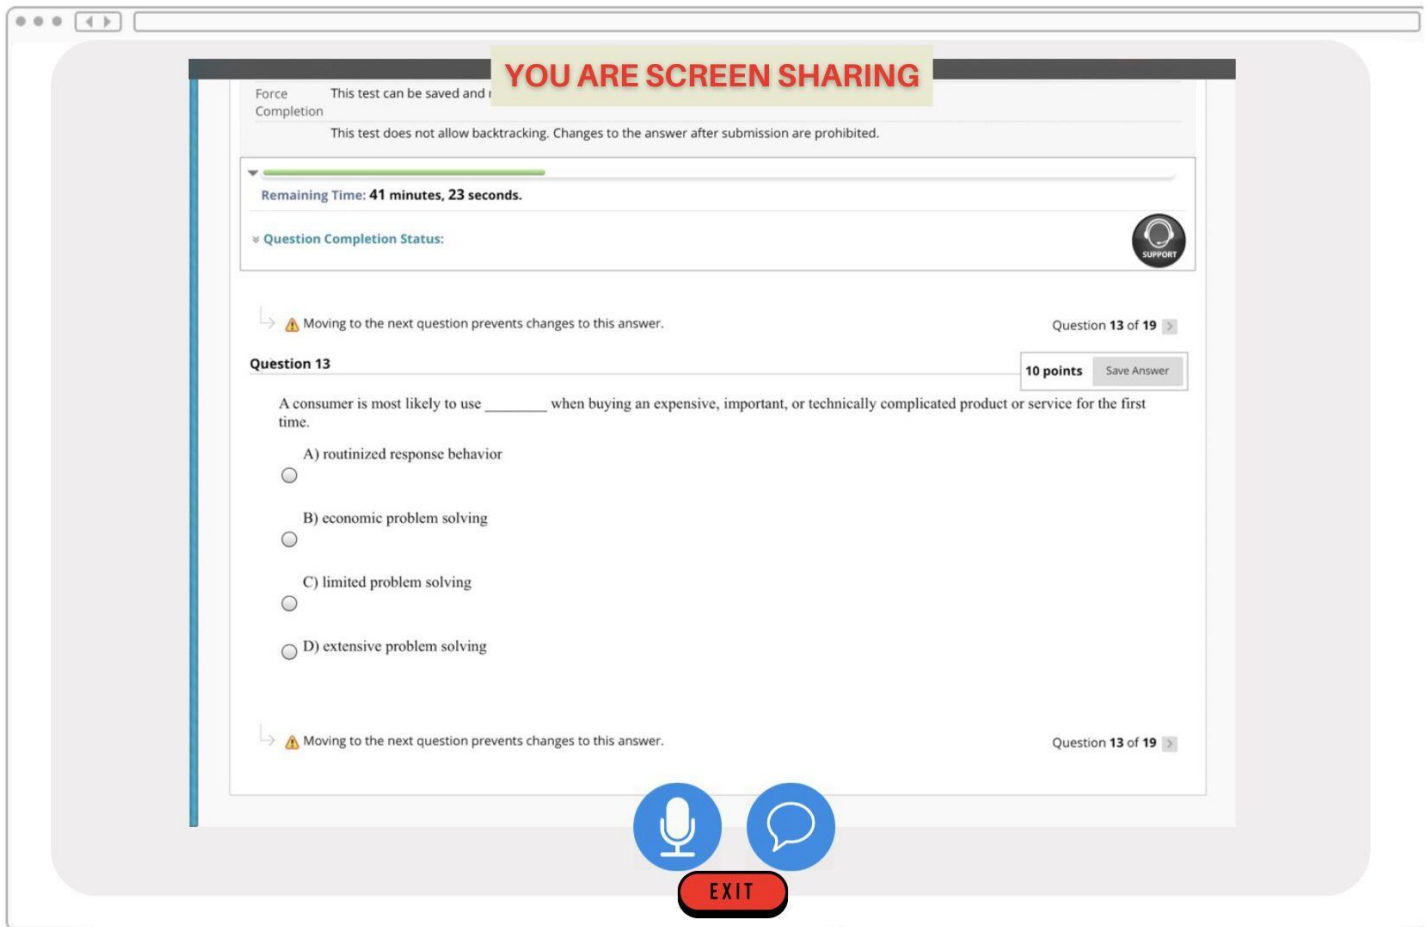 YOU ARE SCREEN SHARING
Force Completion
This test can be saved and
This test does not allow backtracking. Changes to the answer after submission are prohibited.
Remaining Time: 41 minutes, 23 seconds.
Question Completion Status:
SUPPORT
Moving to the next question prevents changes to this answer.
Question 13 of 19
Question 13
10 points
Save Answer
A consumer is most likely to use ________ when buying an expensive, important, or technically complicated product or service for the first
time.
A) routinized response behavior
B) economic problem solving
C) limited problem solving
D) extensive problem solving
Moving to the next question prevents changes to this answer.
Question 13 of 19
EXIT